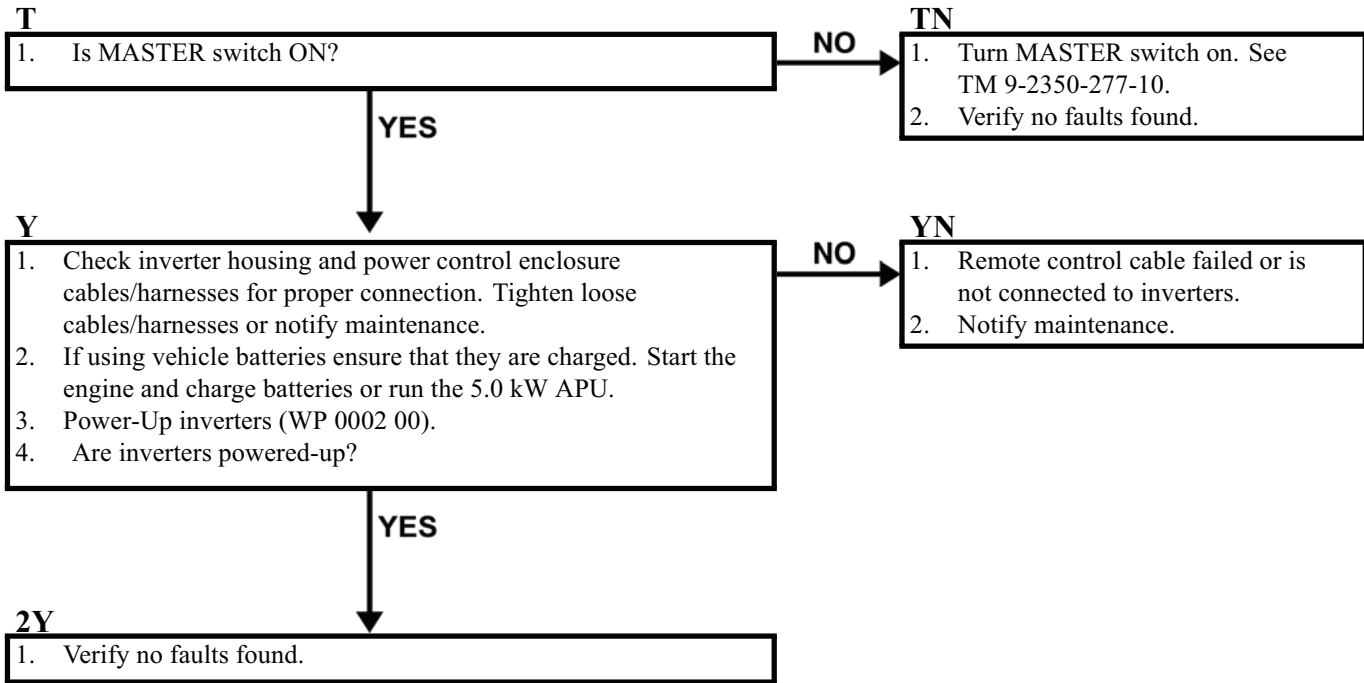 T
1. Is MASTER switch ON?
NO
TN
1. Turn MASTER switch on. See
TM 9-2350-277-10.
2. Verify no faults found.
YES
Y
1. Check inverter housing and power control enclosure
cables/harnesses for proper connection. Tighten loose
cables/harnesses or notify maintenance.
2. If using vehicle batteries ensure that they are charged. Start the
engine and charge batteries or run the 5.0 kW APU.
3. Power-Up inverters (WP 0002 00).
4. Are inverters powered-up?
NO
YN
1. Remote control cable failed or is
not connected to inverters.
2. Notify maintenance.
YES
2Y
1. Verify no faults found.